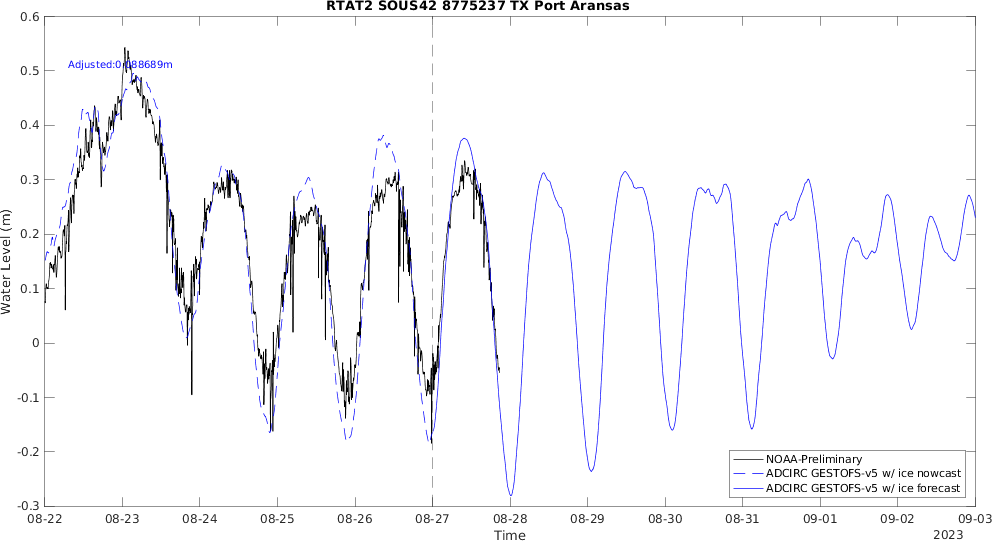 RTAT2 SOUS42 8775237 TX Port Aransas
0.6
0.5
0.4
0.3
0.2
0.1
0
-0.1
-0.2
-0.3
Water Level (m)
Adjusted:0.088689m
NOAA-Preliminary
ADCIRC GESTOFS-v5 w/ ice nowcast
ADCIRC GESTOFS-v5 w/ ice forecast
08-22 08-23 08-24 08-25 08-26 08-27 08-28 08-29 08-30 08-31 09-01 09-02 09-03
Time
2023